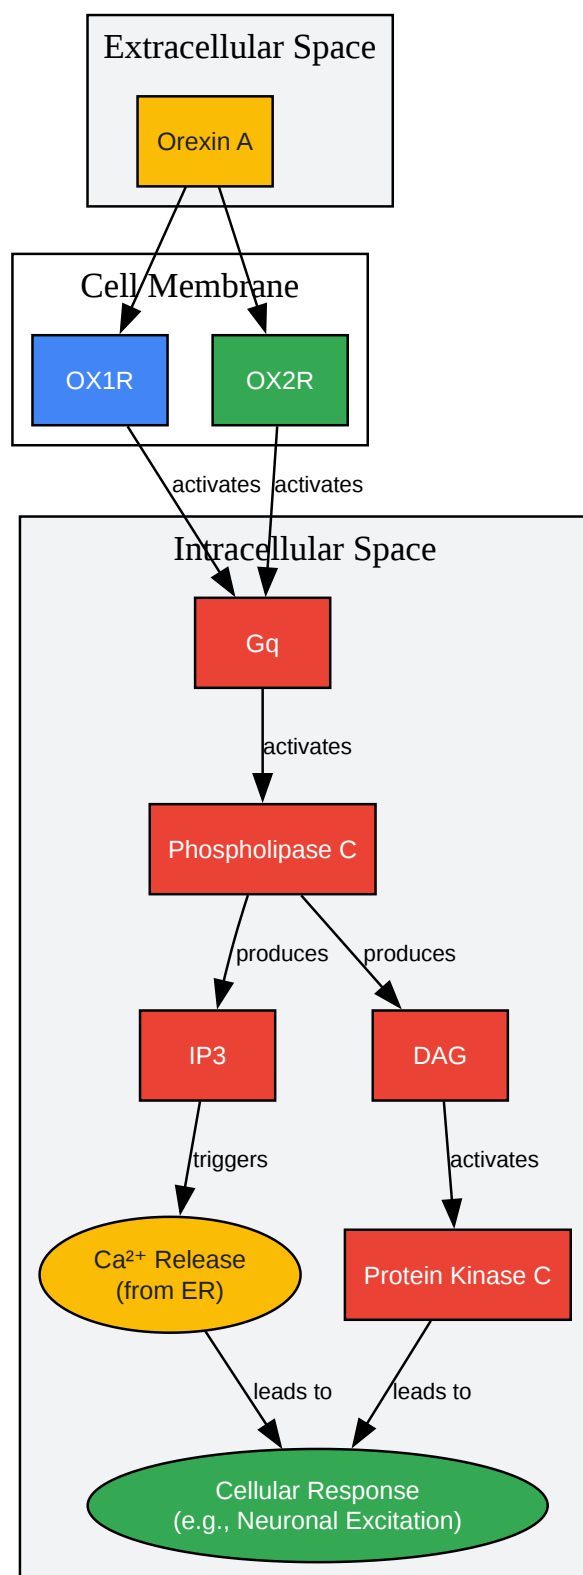 Extracellular Space
Orexin A
Cell Membrane
OX1R
OX2R
activates
activates
Intracellular Space
Gq
activates
Phospholipase C
produces
produces
IP3
DAG
triggers
activates
Ca²⁺ Release
(from ER)
Protein Kinase C
leads to
leads to
Cellular Response
(e.g., Neuronal Excitation)